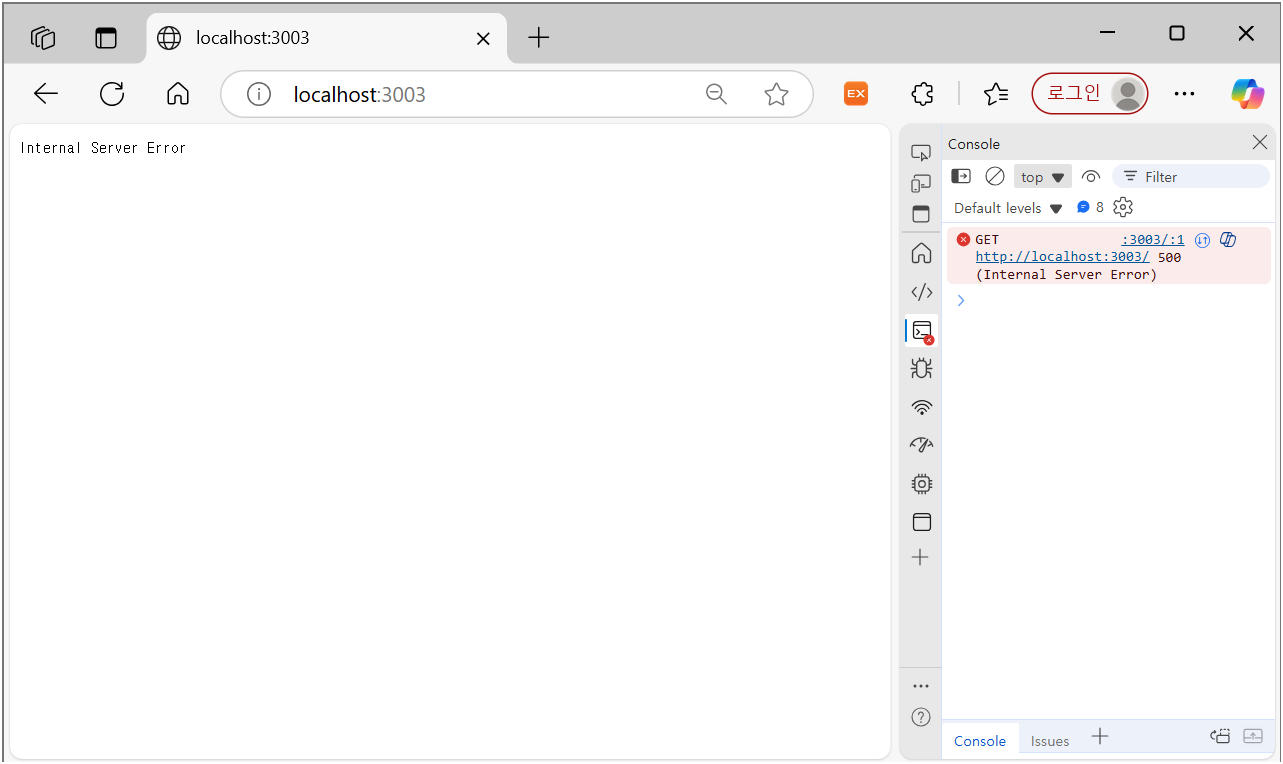 localhost:3003
localhost:3003
EX
로그인
Internal Server Error
Console
top
Filter
Default levels
8
GET :3003/:1
http://localhost:3003/ 500
(Internal Server Error)
Console
Issues